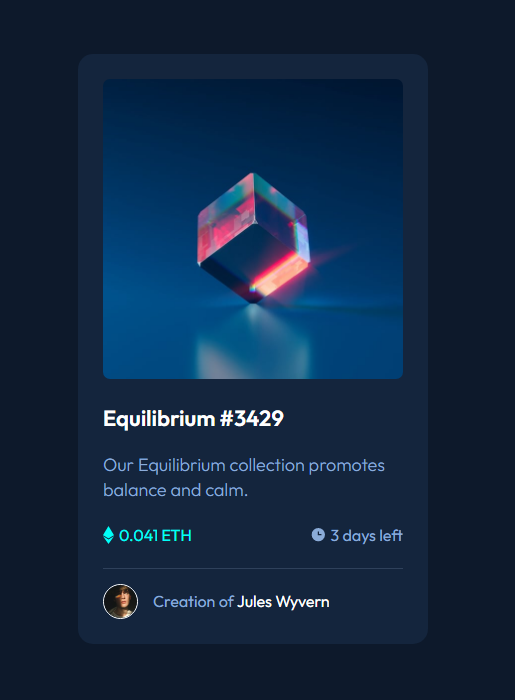 Equilibrium #3429
Our Equilibrium collection promotes
balance and calm.
0.041 ETH
3 days left
Creation of Jules Wyvern